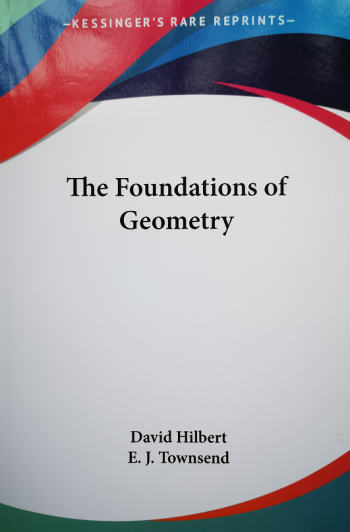 —KESSINGER'S RARE REPRINTS—
The Foundations of
Geometry
David Hilbert
E. J. Townsend